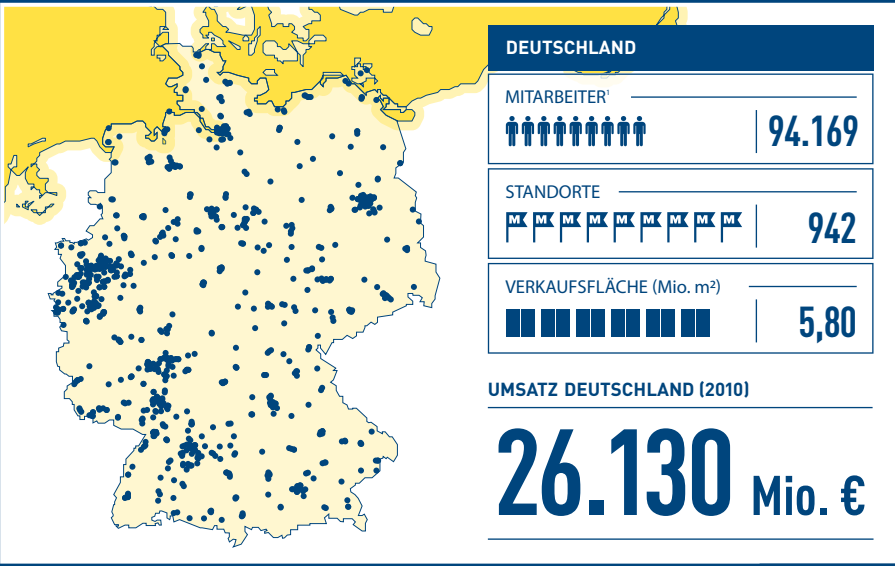 DEUTSCHLAND
MITARBEITER¹
94.169
STANDORTE
M M M M M M M M M
942
VERKAUFSFLÄCHE (Mio. m²)
5,80
UMSATZ DEUTSCHLAND (2010)
26.130 Mio. €